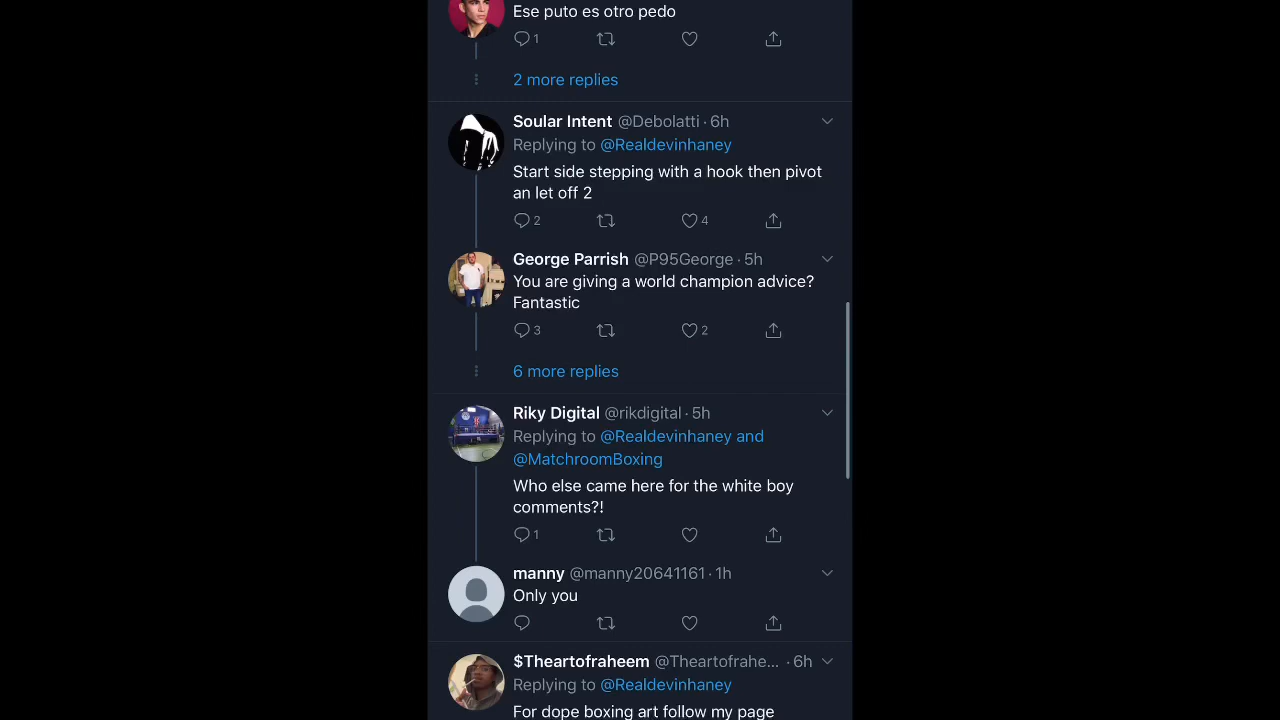 Ese puto es otro pedo
1
2 more replies
Soular Intent @Debolatti · 6h
Replying to @Realdevinhaney
Start side stepping with a hook then pivot
an let off 2
2 4
George Parrish @P95George · 5h
You are giving a world champion advice?
Fantastic
3 2
6 more replies
Riky Digital @rikdigital · 5h
Replying to @Realdevinhaney and
@MatchroomBoxing
Who else came here for the white boy
comments?!
1
manny @manny20641161 · 1h
Only you
$Theartofraheem @Theartofrahe... · 6h
Replying to @Realdevinhaney
For dope boxing art follow my page